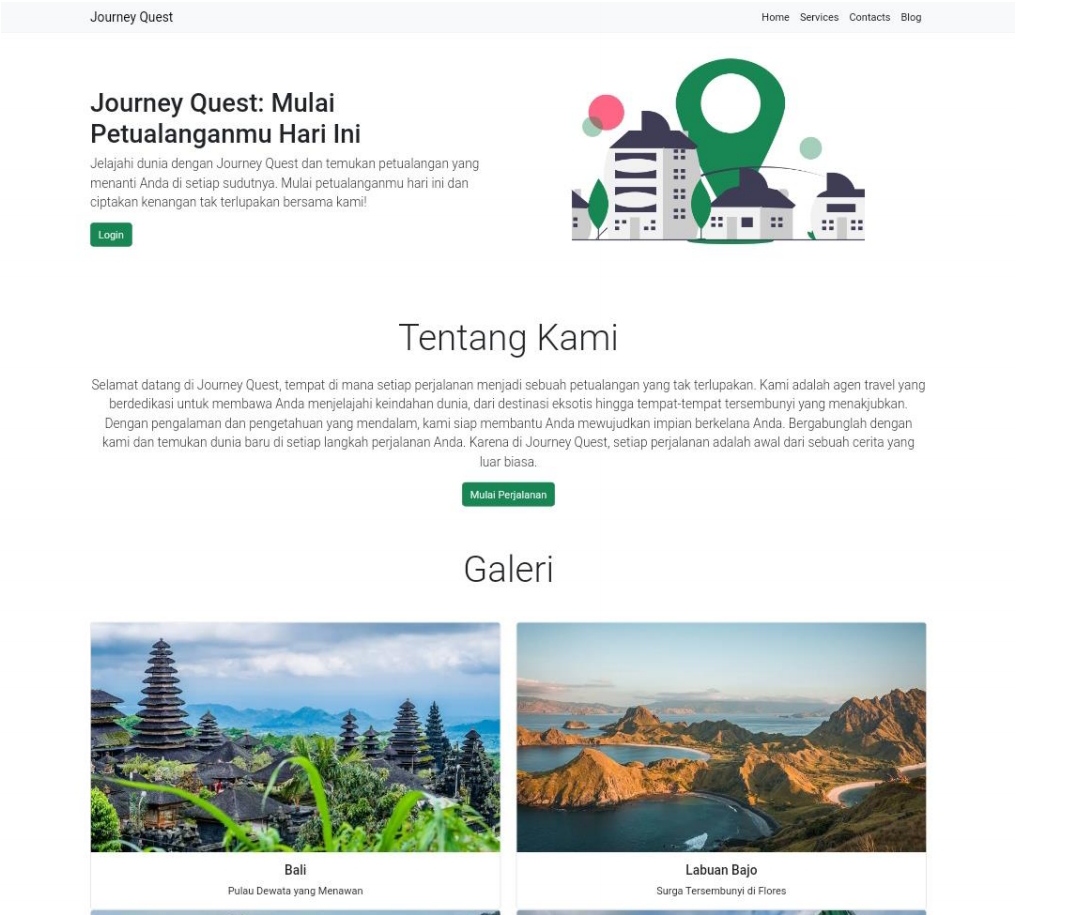 Journey Quest
Home Services Contacts Blog
Journey Quest: Mulai
Petualanganmu Hari Ini
Jelajahi dunia dengan Journey Quest dan temukan petualangan yang
menanti Anda di setiap sudutnya. Mulai petualanganmu hari ini dan
ciptakan kenangan tak terlupakan bersama kami!
Login
Tentang Kami
Selamat datang di Journey Quest, tempat di mana setiap perjalanan menjadi sebuah petualangan yang tak terlupakan. Kami adalah agen travel yang
berdedikasi untuk membawa Anda menjelajahi keindahan dunia, dari destinasi eksotis hingga tempat-tempat tersembunyi yang menakjubkan.
Dengan pengalaman dan pengetahuan yang mendalam, kami siap membantu Anda mewujudkan impian berkelana Anda. Bergabunglah dengan
kami dan temukan dunia baru di setiap langkah perjalanan Anda. Karena di Journey Quest, setiap perjalanan adalah awal dari sebuah cerita yang
luar biasa.
Mulai Perjalanan
Galeri
Bali
Pulau Dewata yang Menawan
Labuan Bajo
Surga Tersembunyi di Flores